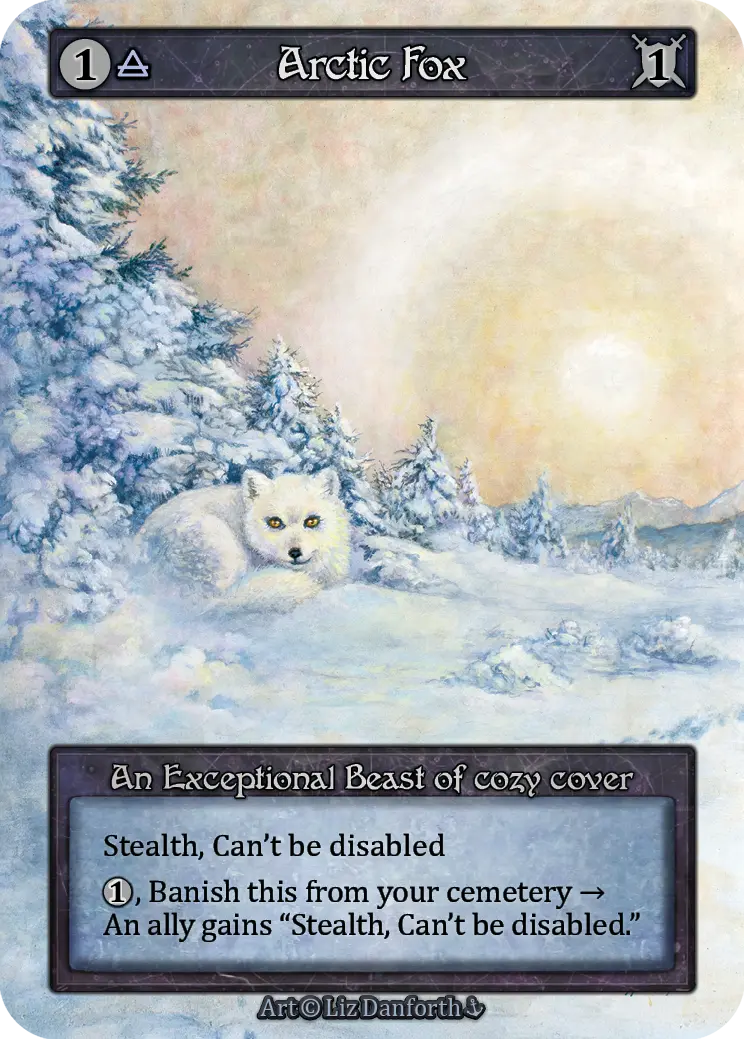 1 Arctic Fox 1
An Exceptional Beast of cozy cover
Stealth, Can’t be disabled
1, Banish this from your cemetery →
An ally gains “Stealth, Can’t be disabled.”
Art © Liz Danforth